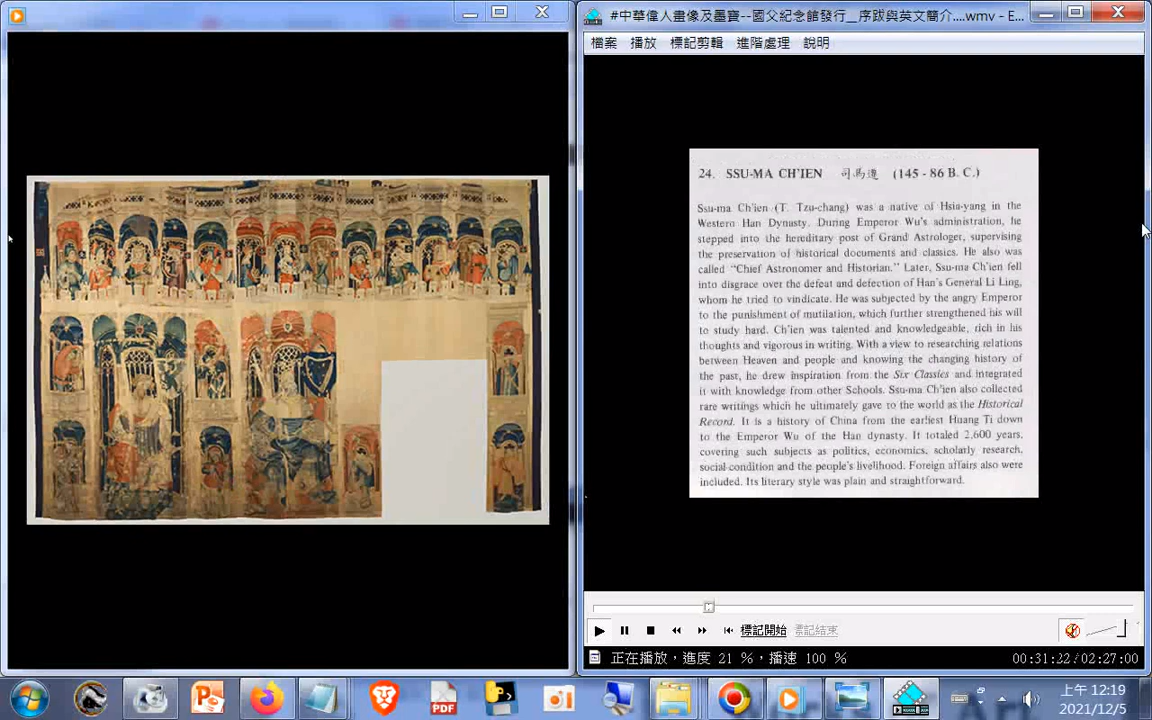 #中華偉人畫像及墨寶--國父紀念館發行__序跋與英文簡介....wmv - E...
檔案 播放 標記剪輯 進階處理 說明
24. SSU-MA CH'IEN 司馬遷 (145 - 86 B. C.)
Ssu-ma Ch'ien (T. Tzu-chang) was a native of Hsia-yang in the
Western Han Dynasty. During Emperor Wu's administration, he
stepped into the hereditary post of Grand Astrologer, supervising
the preservation of historical documents and classics. He also was
called "Chief Astronomer and Historian." Later, Ssu-ma Ch'ien fell
into disgrace over the defeat and defection of Han's General Li Ling,
whom he tried to vindicate. He was subjected by the angry Emperor
to the punishment of mutilation, which further strengthened his will
to study hard. Ch'ien was talented and knowledgeable, rich in his
thoughts and vigorous in writing. With a view to researching relations
between Heaven and people and knowing the changing history of
the past, he drew inspiration from the Six Classics and integrated
it with knowledge from other Schools. Ssu-ma Ch'ien also collected
rare writings which he ultimately gave to the world as the Historical
Record. It is a history of China from the earliest Huang Ti down
to the Emperor Wu of the Han dynasty. It totaled 2,600 years,
covering such subjects as politics, economics, scholarly research,
social condition and the people's livelihood. Foreign affairs also were
included. Its literary style was plain and straightforward.
標記開始 標記結束
正在播放，進度 21 %，播速 100 %
00:31:22 / 02:27:00
PDF
上午 12:19
2021/12/5